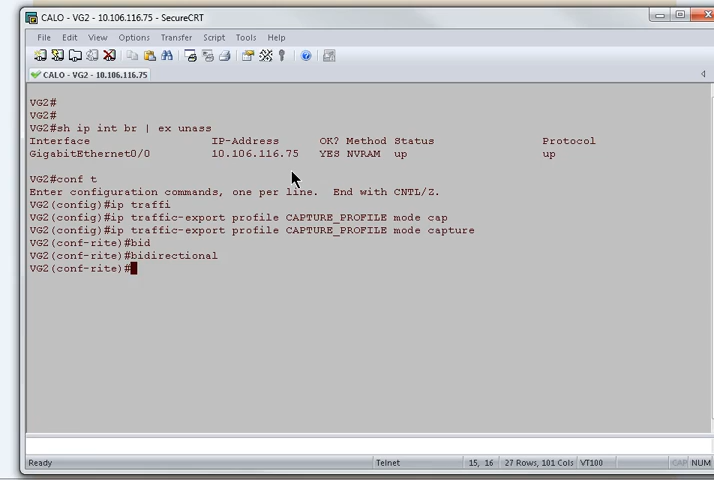 CALO - VG2 - 10.106.116.75 - SecureCRT
File Edit View Options Transfer Script Tools Help
CALO - VG2 - 10.106.116.75
VG2#
VG2#
VG2#sh ip int br | ex unass
Interface IP-Address OK? Method Status Protocol
GigabitEthernet0/0 10.106.116.75 YES NVRAM up up
VG2#conf t
Enter configuration commands, one per line. End with CNTL/Z.
VG2(config)#ip traffi
VG2(config)#ip traffic-export profile CAPTURE_PROFILE mode cap
VG2(config)#ip traffic-export profile CAPTURE_PROFILE mode capture
VG2(conf-rite)#bid
VG2(conf-rite)#bidirectional
VG2(conf-rite)#
Ready Telnet 15, 16 27 Rows, 101 Cols VT100 CAP NUM